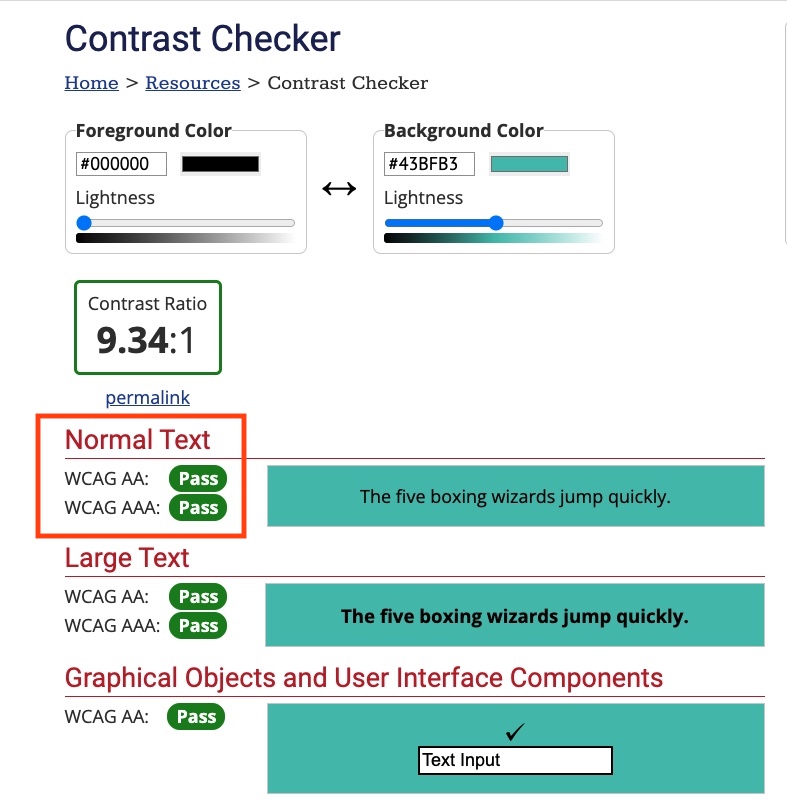 Contrast Checker
Home > Resources > Contrast Checker
Foreground Color
#000000
Lightness
Background Color
#43BFB3
Lightness
Contrast Ratio
9.34:1
permalink
Normal Text
WCAG AA: Pass
WCAG AAA: Pass
The five boxing wizards jump quickly.
Large Text
WCAG AA: Pass
WCAG AAA: Pass
The five boxing wizards jump quickly.
Graphical Objects and User Interface Components
WCAG AA: Pass
Text Input